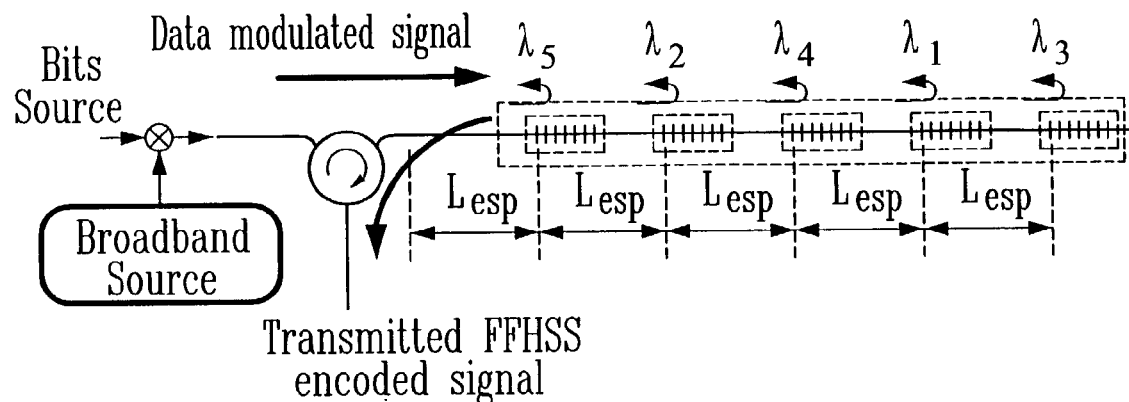 Data modulated signal
λ5 λ2 λ4 λ1 λ3
Bits
Source
Lesp Lesp Lesp Lesp Lesp
Broadband
Source
Transmitted FFHSS
encoded signal